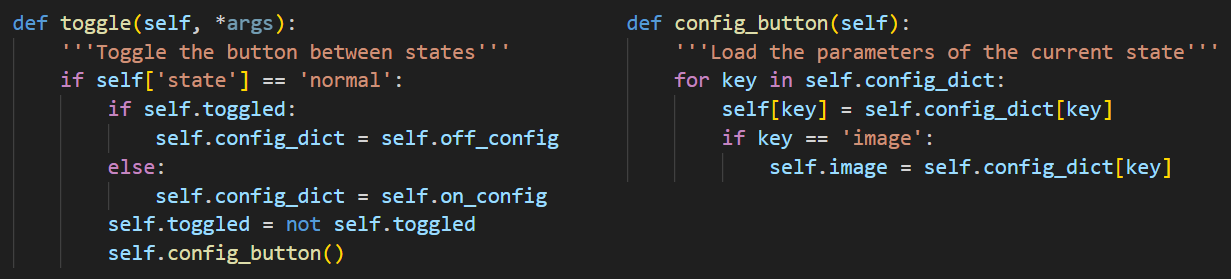 def toggle(self, *args):
    '''Toggle the button between states'''
    if self['state'] == 'normal':
        if self.toggled:
            self.config_dict = self.off_config
        else:
            self.config_dict = self.on_config
        self.toggled = not self.toggled
        self.config_button()
def config_button(self):
    '''Load the parameters of the current state'''
    for key in self.config_dict:
        self[key] = self.config_dict[key]
        if key == 'image':
            self.image = self.config_dict[key]